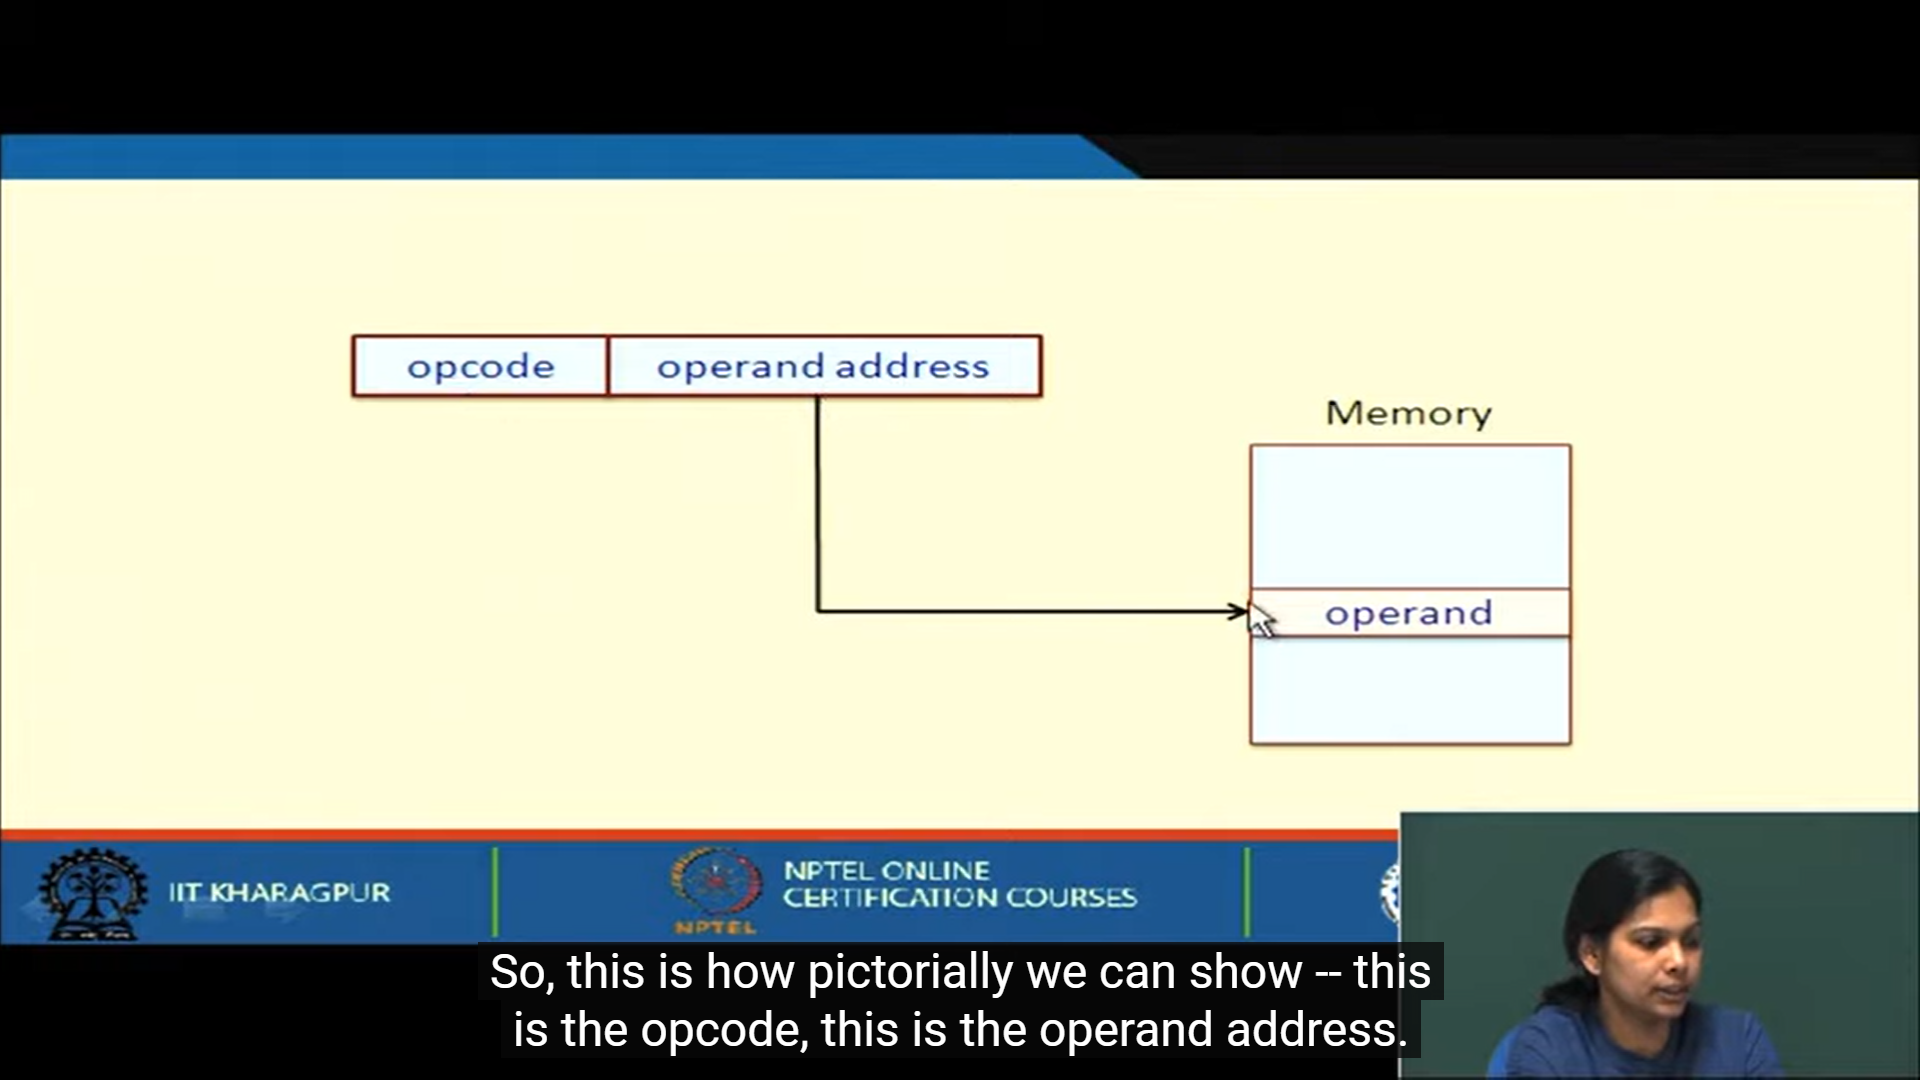 opcode
operand address
Memory
operand
IIT KHARAGPUR
NPTEL
NPTEL ONLINE
CERTIFICATION COURSES
So, this is how pictorially we can show -- this
is the opcode, this is the operand address.